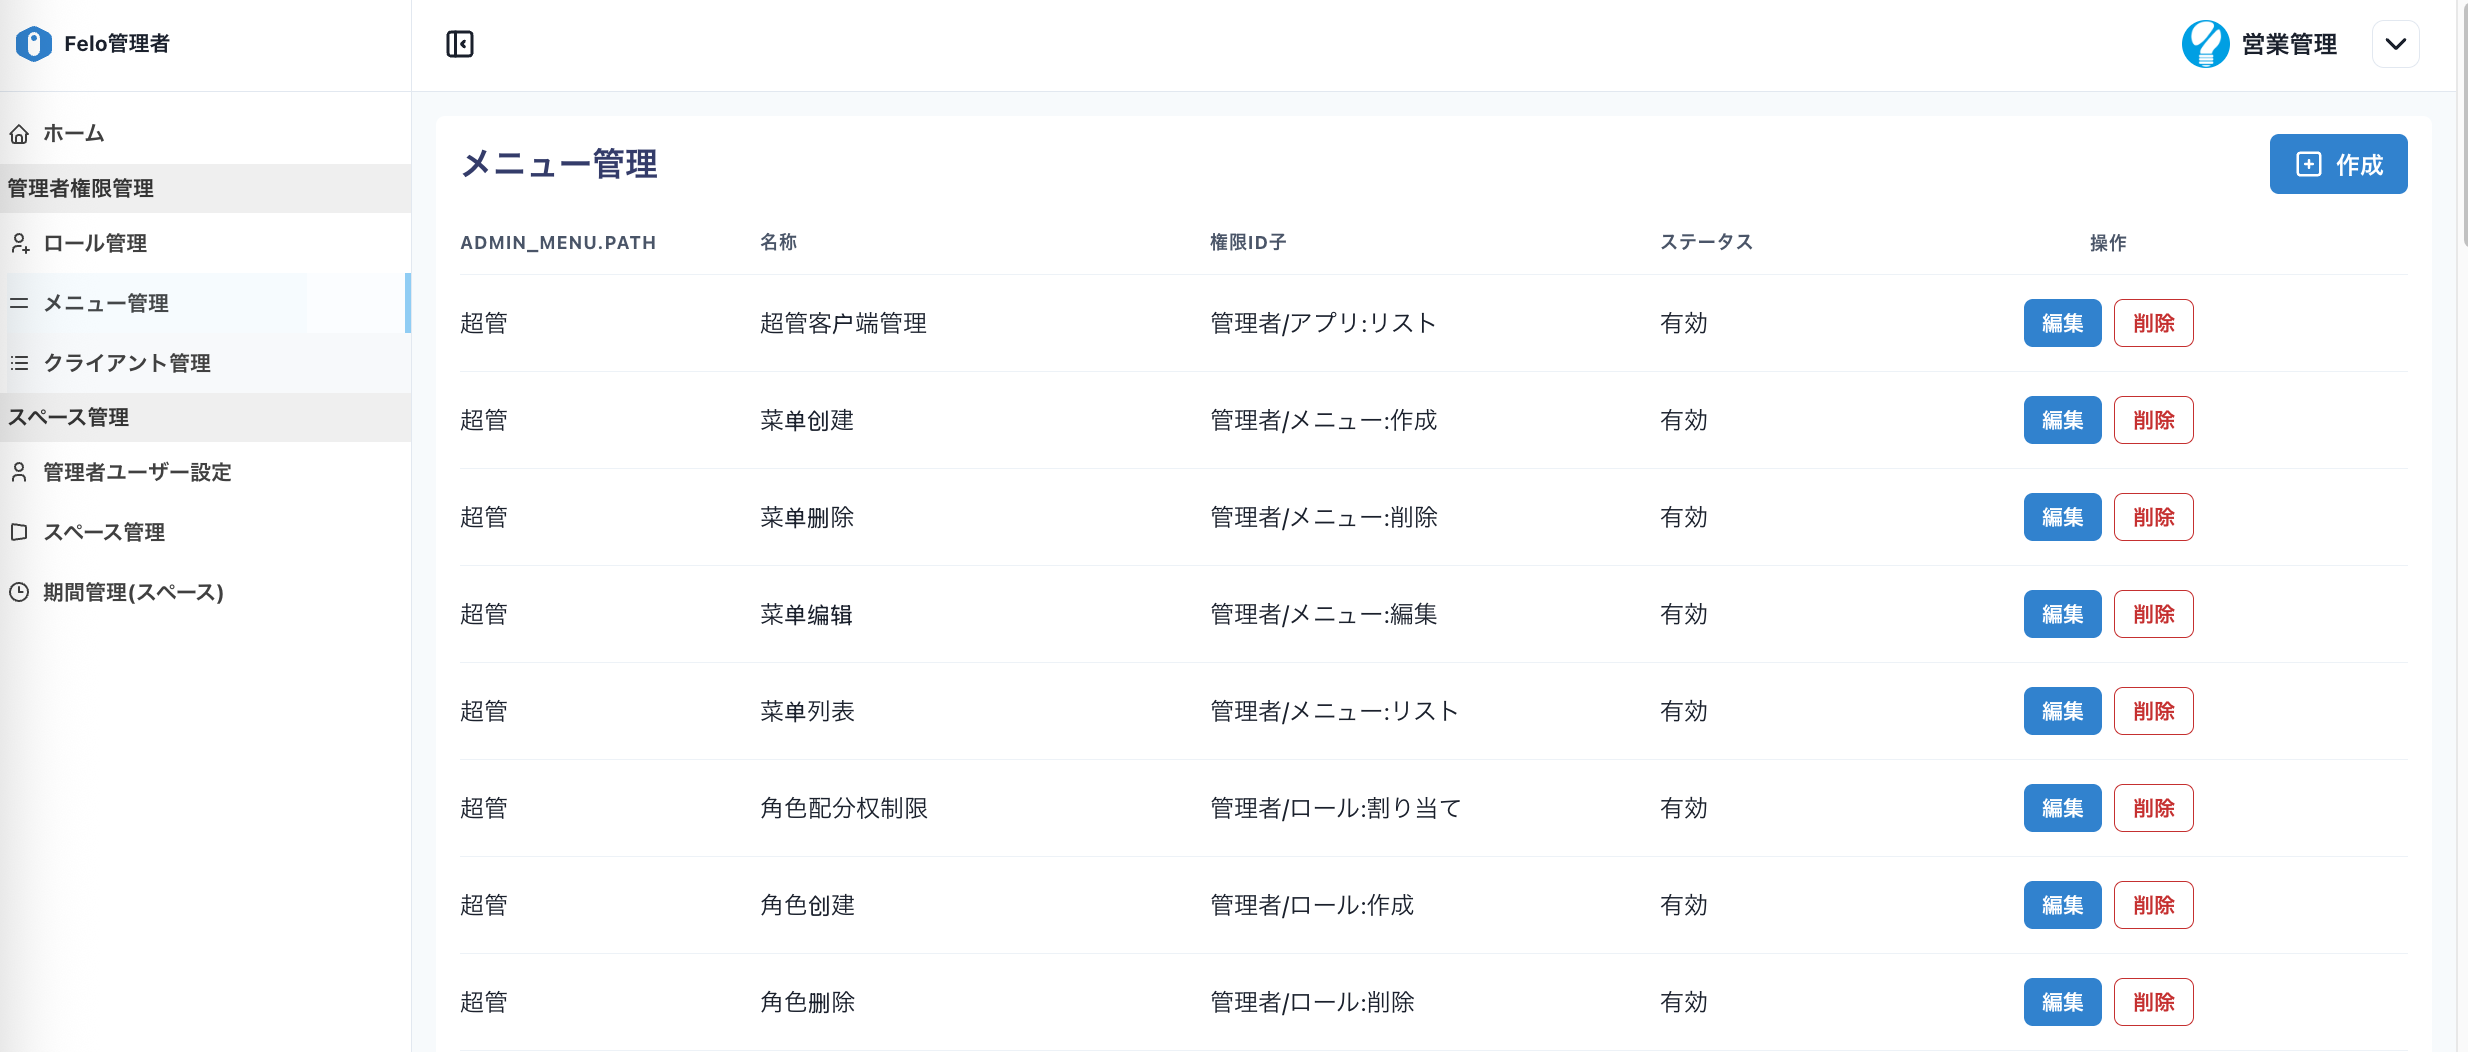 Felo管理者
営業管理
ホーム
管理者権限管理
ロール管理
メニュー管理
クライアント管理
スペース管理
管理者ユーザー設定
スペース管理
期間管理(スペース)
メニュー管理
作成
ADMIN_MENU.PATH 名称 権限ID子 ステータス 操作
超管 超管客户端管理 管理者/アプリ:リスト 有効 編集 削除
超管 菜单创建 管理者/メニュー:作成 有効 編集 削除
超管 菜单删除 管理者/メニュー:削除 有効 編集 削除
超管 菜单编辑 管理者/メニュー:編集 有効 編集 削除
超管 菜单列表 管理者/メニュー:リスト 有効 編集 削除
超管 角色配分权制限 管理者/ロール:割り当て 有効 編集 削除
超管 角色创建 管理者/ロール:作成 有効 編集 削除
超管 角色删除 管理者/ロール:削除 有効 編集 削除